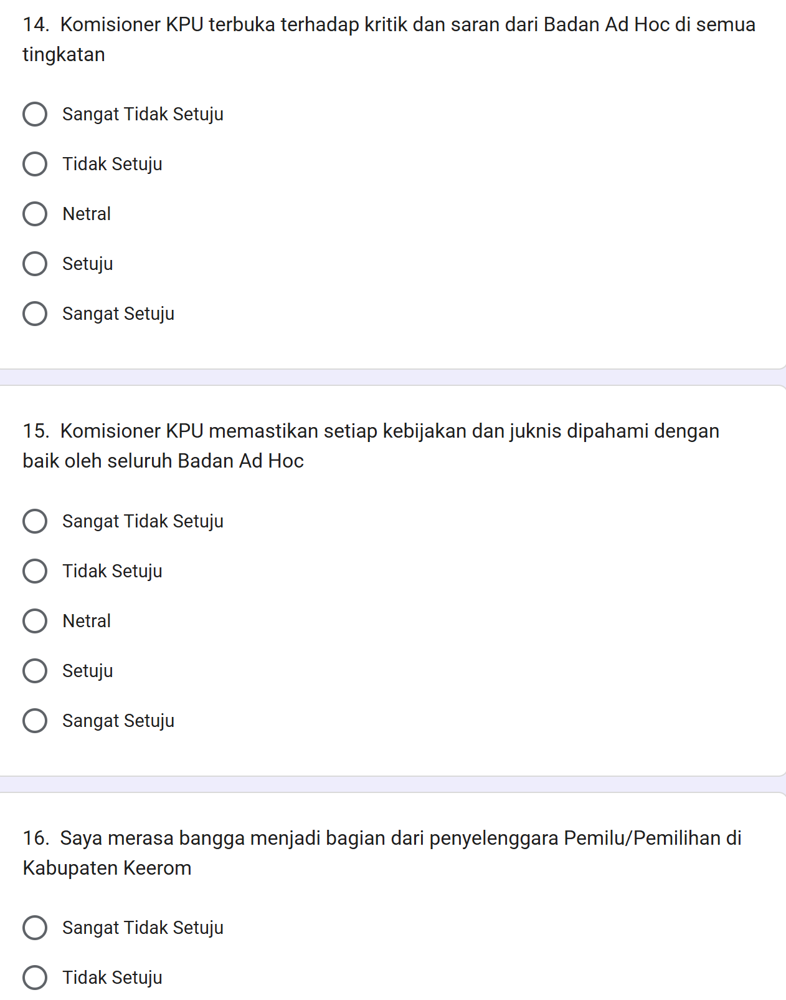 14. Komisioner KPU terbuka terhadap kritik dan saran dari Badan Ad Hoc di semua
tingkatan
Sangat Tidak Setuju
Tidak Setuju
Netral
Setuju
Sangat Setuju
15. Komisioner KPU memastikan setiap kebijakan dan juknis dipahami dengan
baik oleh seluruh Badan Ad Hoc
Sangat Tidak Setuju
Tidak Setuju
Netral
Setuju
Sangat Setuju
16. Saya merasa bangga menjadi bagian dari penyelenggara Pemilu/Pemilihan di
Kabupaten Keerom
Sangat Tidak Setuju
Tidak Setuju